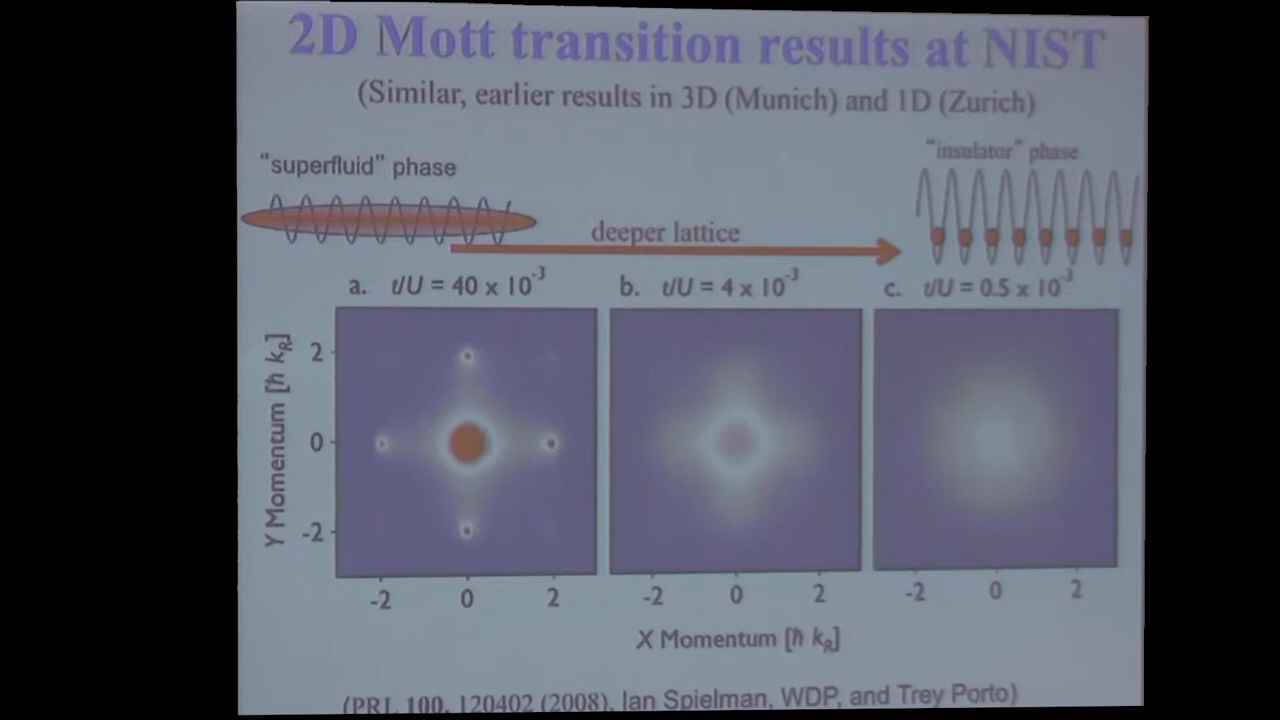 2D Mott transition results at NIST
(Similar, earlier results in 3D (Munich) and 1D (Zurich)
"superfluid" phase
"insulator" phase
deeper lattice
a. t/U = 40 x 10⁻³
b. t/U = 4 x 10⁻³
c. t/U = 0.5 x 10⁻³
Y Momentum [ħ k_R]
2
0
-2
-2 0 2
-2 0 2
-2 0 2
X Momentum [ħ k_R]
(PRL 100, 120402 (2008), Ian Spielman, WDP, and Trey Porto)